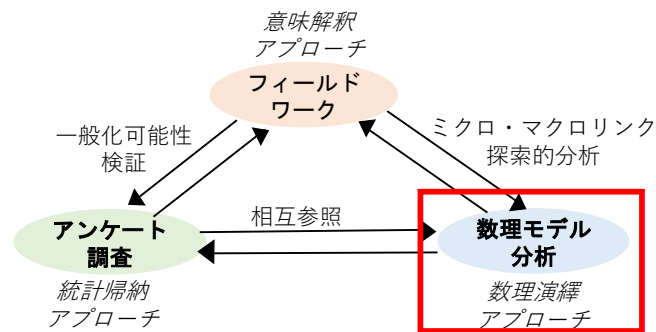 意味解釈
アプローチ
フィールド
ワーク
一般化可能性
検証
ミクロ・マクロリンク
探索的分析
相互参照
アンケート
調査
数理モデル
分析
統計帰納
アプローチ
数理演繹
アプローチ